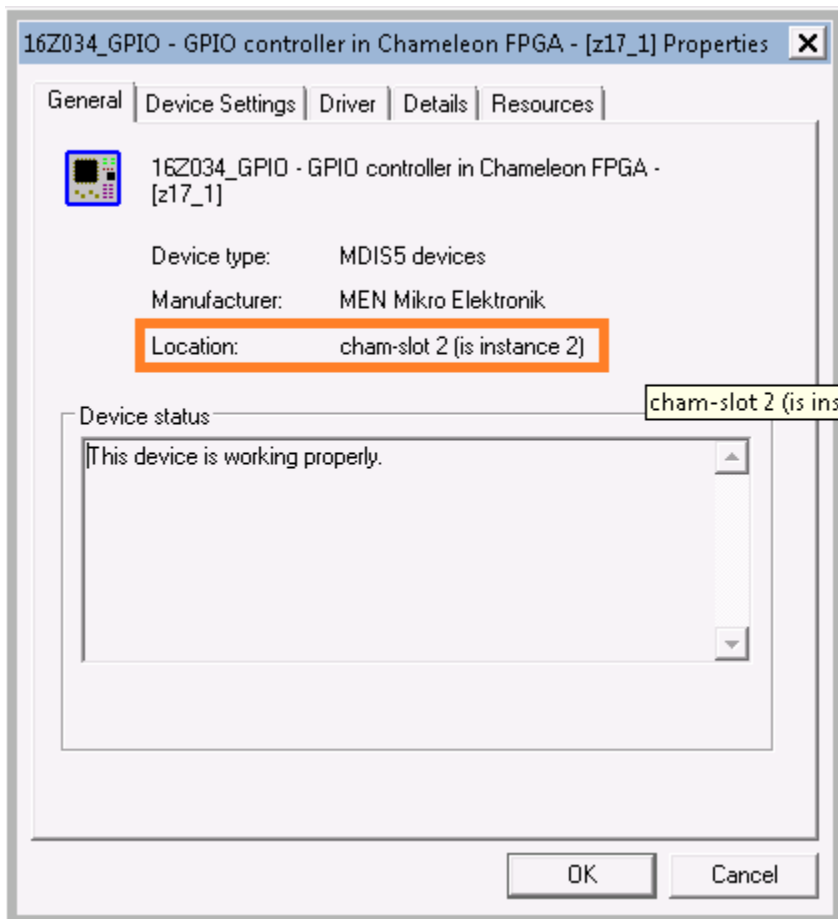 16Z034_GPIO - GPIO controller in Chameleon FPGA - [z17_1] Properties
General
Device Settings
Driver
Details
Resources
16Z034_GPIO - GPIO controller in Chameleon FPGA -
[z17_1]
Device type: MDIS5 devices
Manufacturer: MEN Mikro Elektronik
Location: cham-slot 2 (is instance 2)
cham-slot 2 (is ins
Device status
This device is working properly.
OK
Cancel